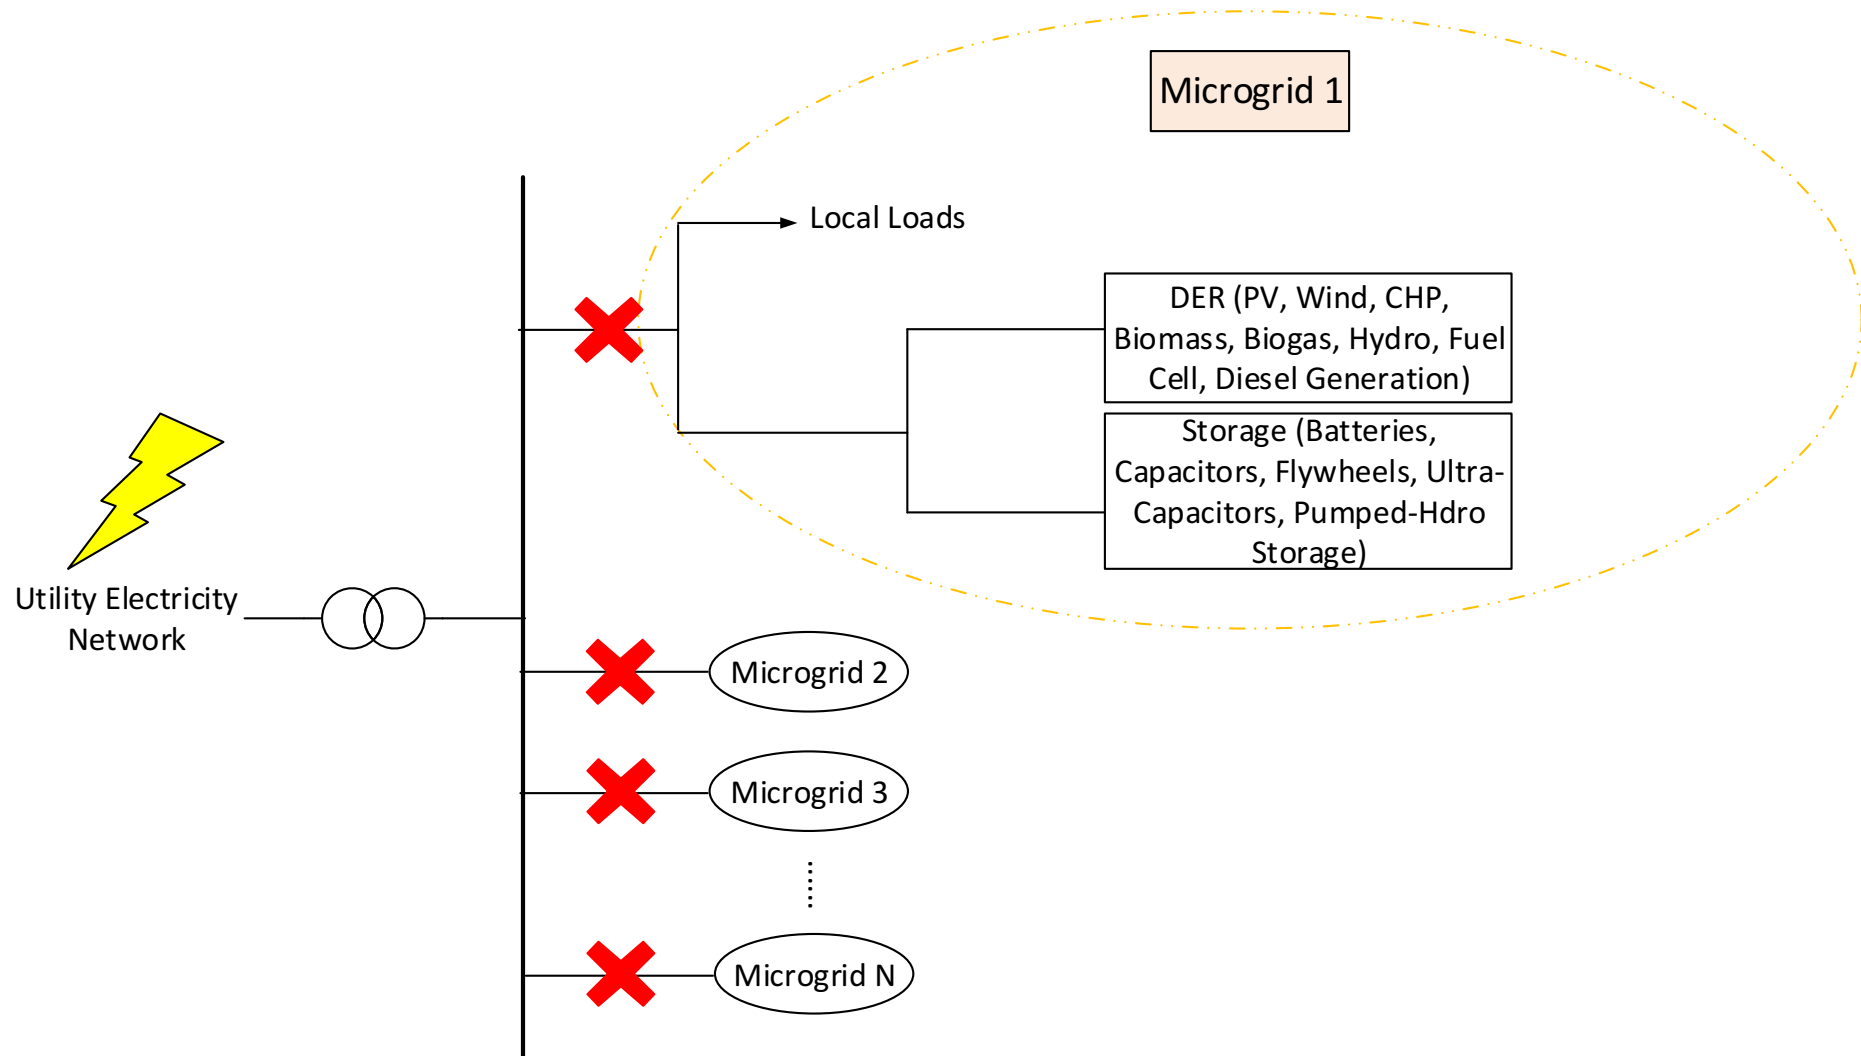 Microgrid 1
Local Loads
DER (PV, Wind, CHP,
Biomass, Biogas, Hydro, Fuel
Cell, Diesel Generation)
Storage (Batteries,
Capacitors, Flywheels, Ultra-
Capacitors, Pumped-Hdro
Storage)
Utility Electricity
Network
Microgrid 2
Microgrid 3
Microgrid N